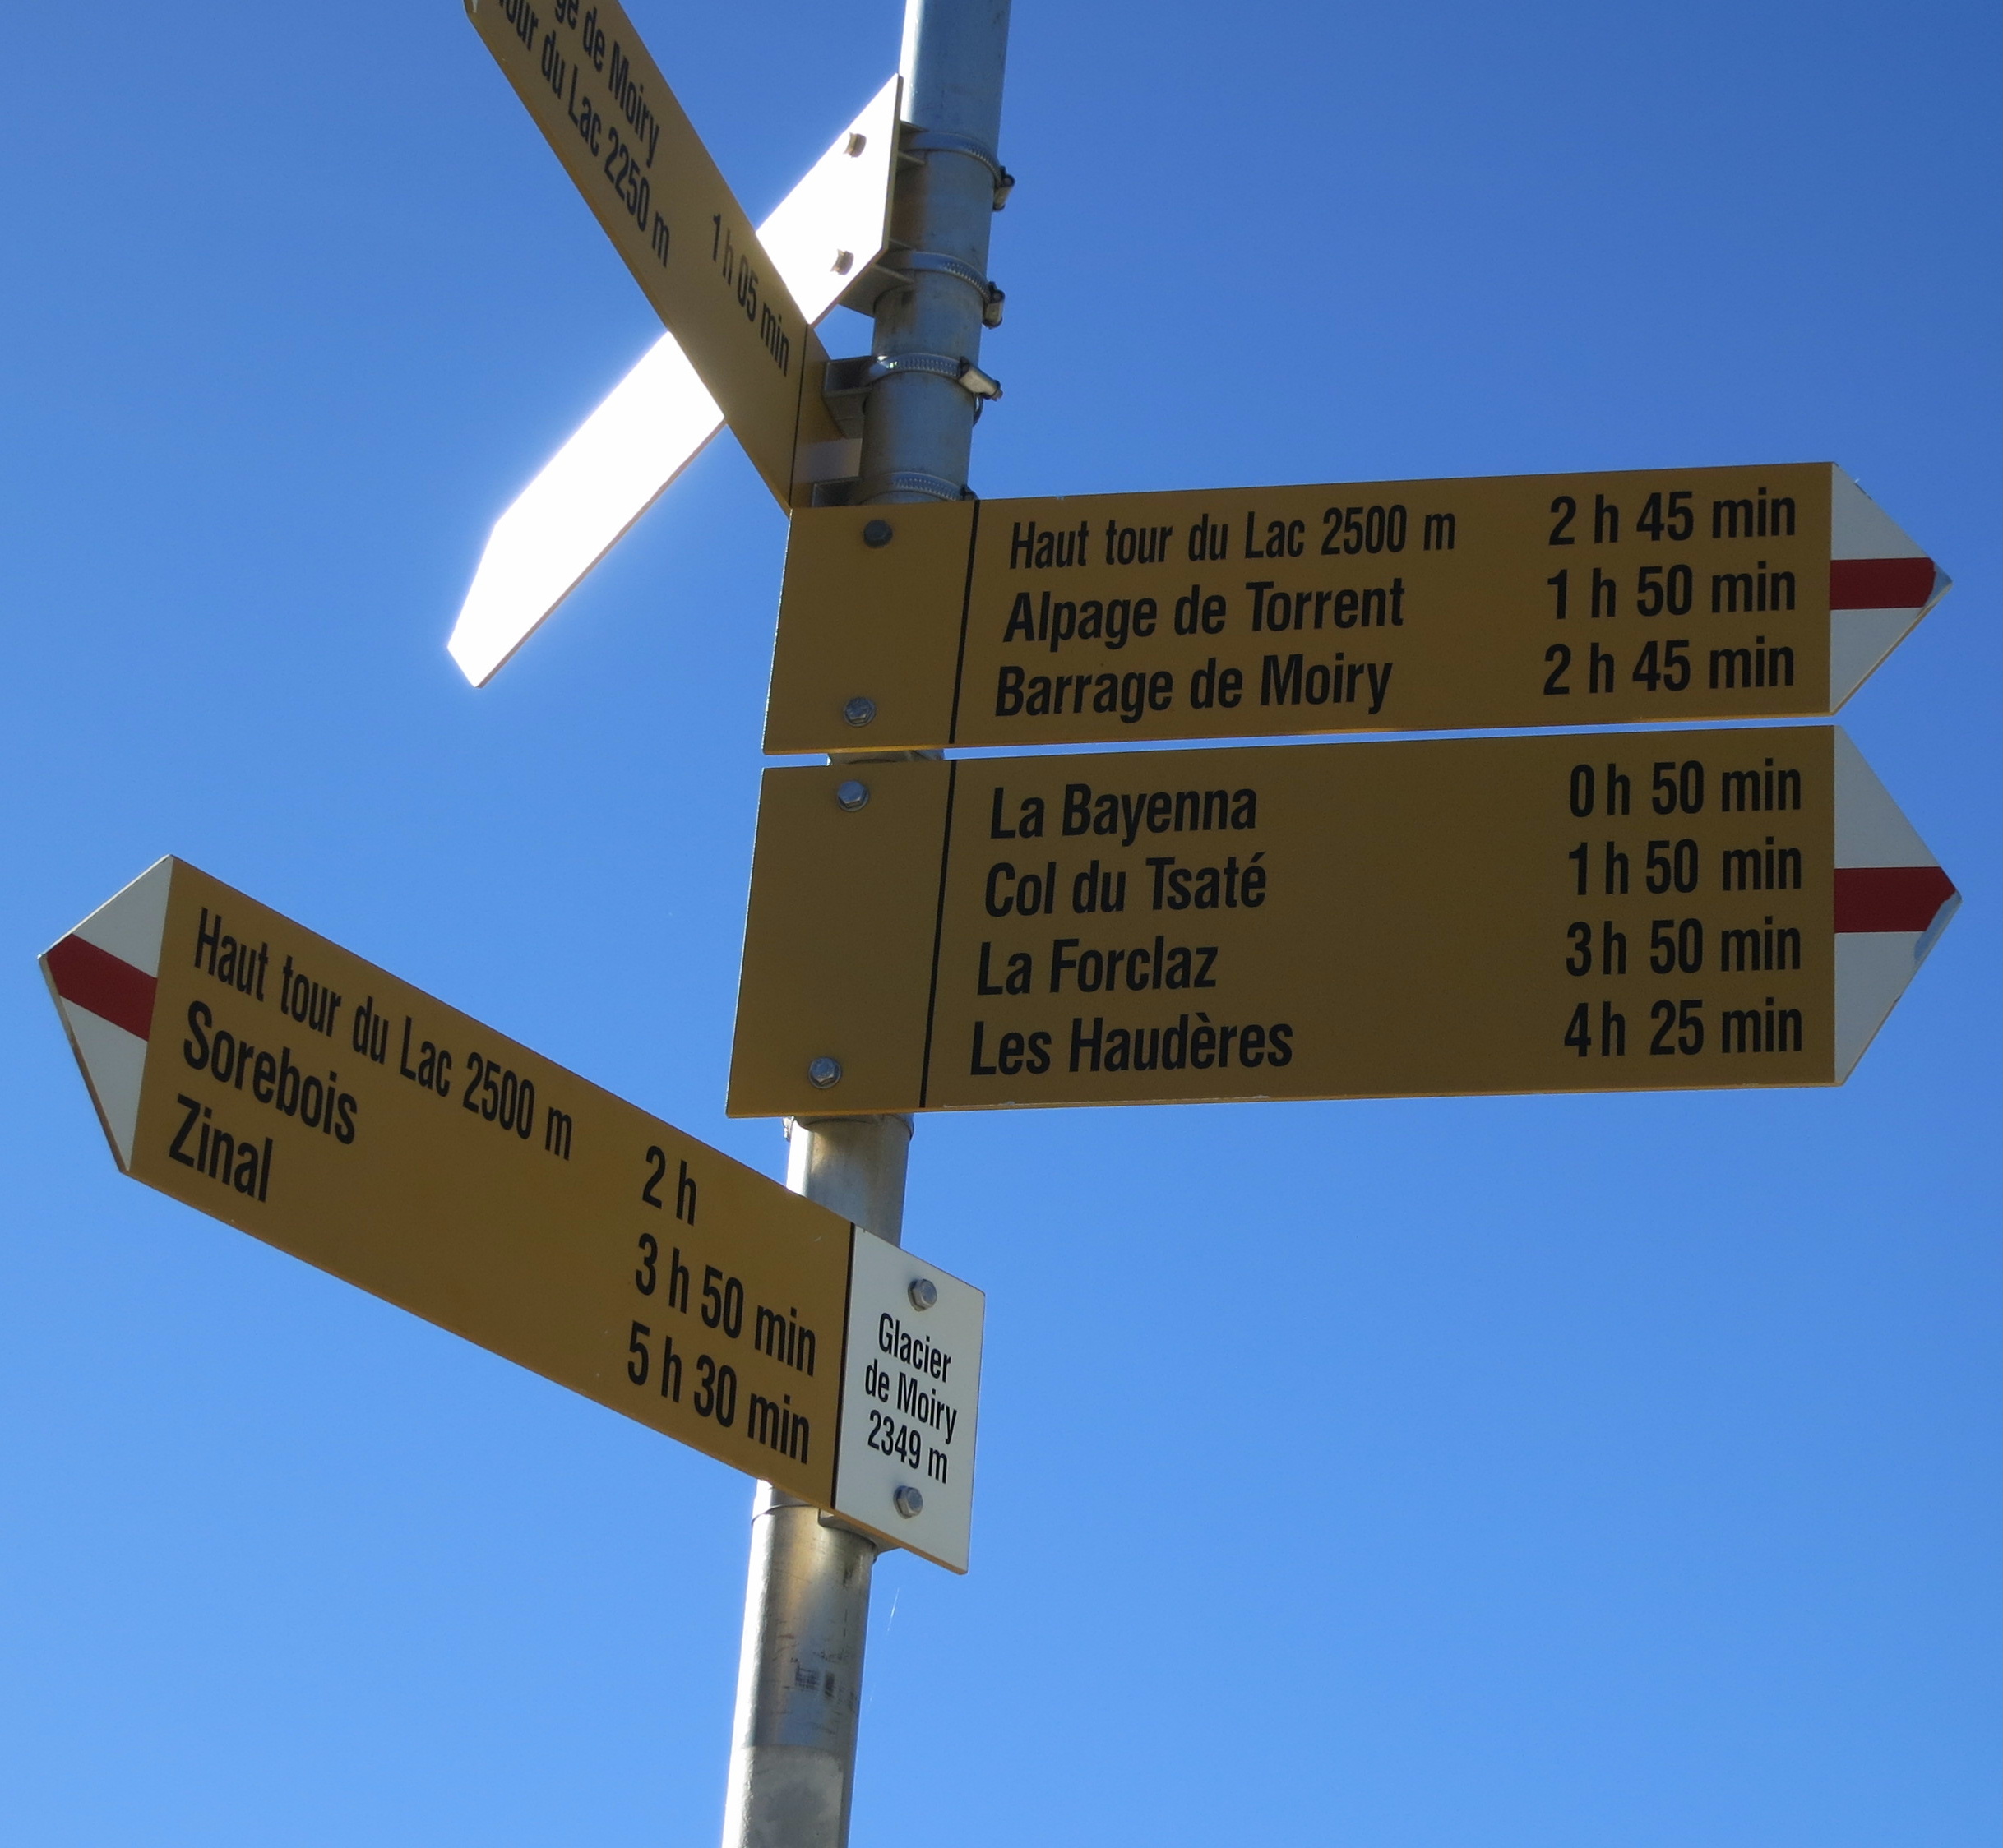 de Moiry
du Lac 2250 m
1 h 05 min
Haut tour du Lac 2500 m 2 h 45 min
Alpage de Torrent 1 h 50 min
Barrage de Moiry 2 h 45 min
La Bayenna 0 h 50 min
Col du Tsaté 1 h 50 min
La Forclaz 3 h 50 min
Les Haudères 4 h 25 min
Haut tour du Lac 2500 m 2 h
Sorebois 3 h 50 min
Zinal 5 h 30 min
Glacier
de Moiry
2349 m